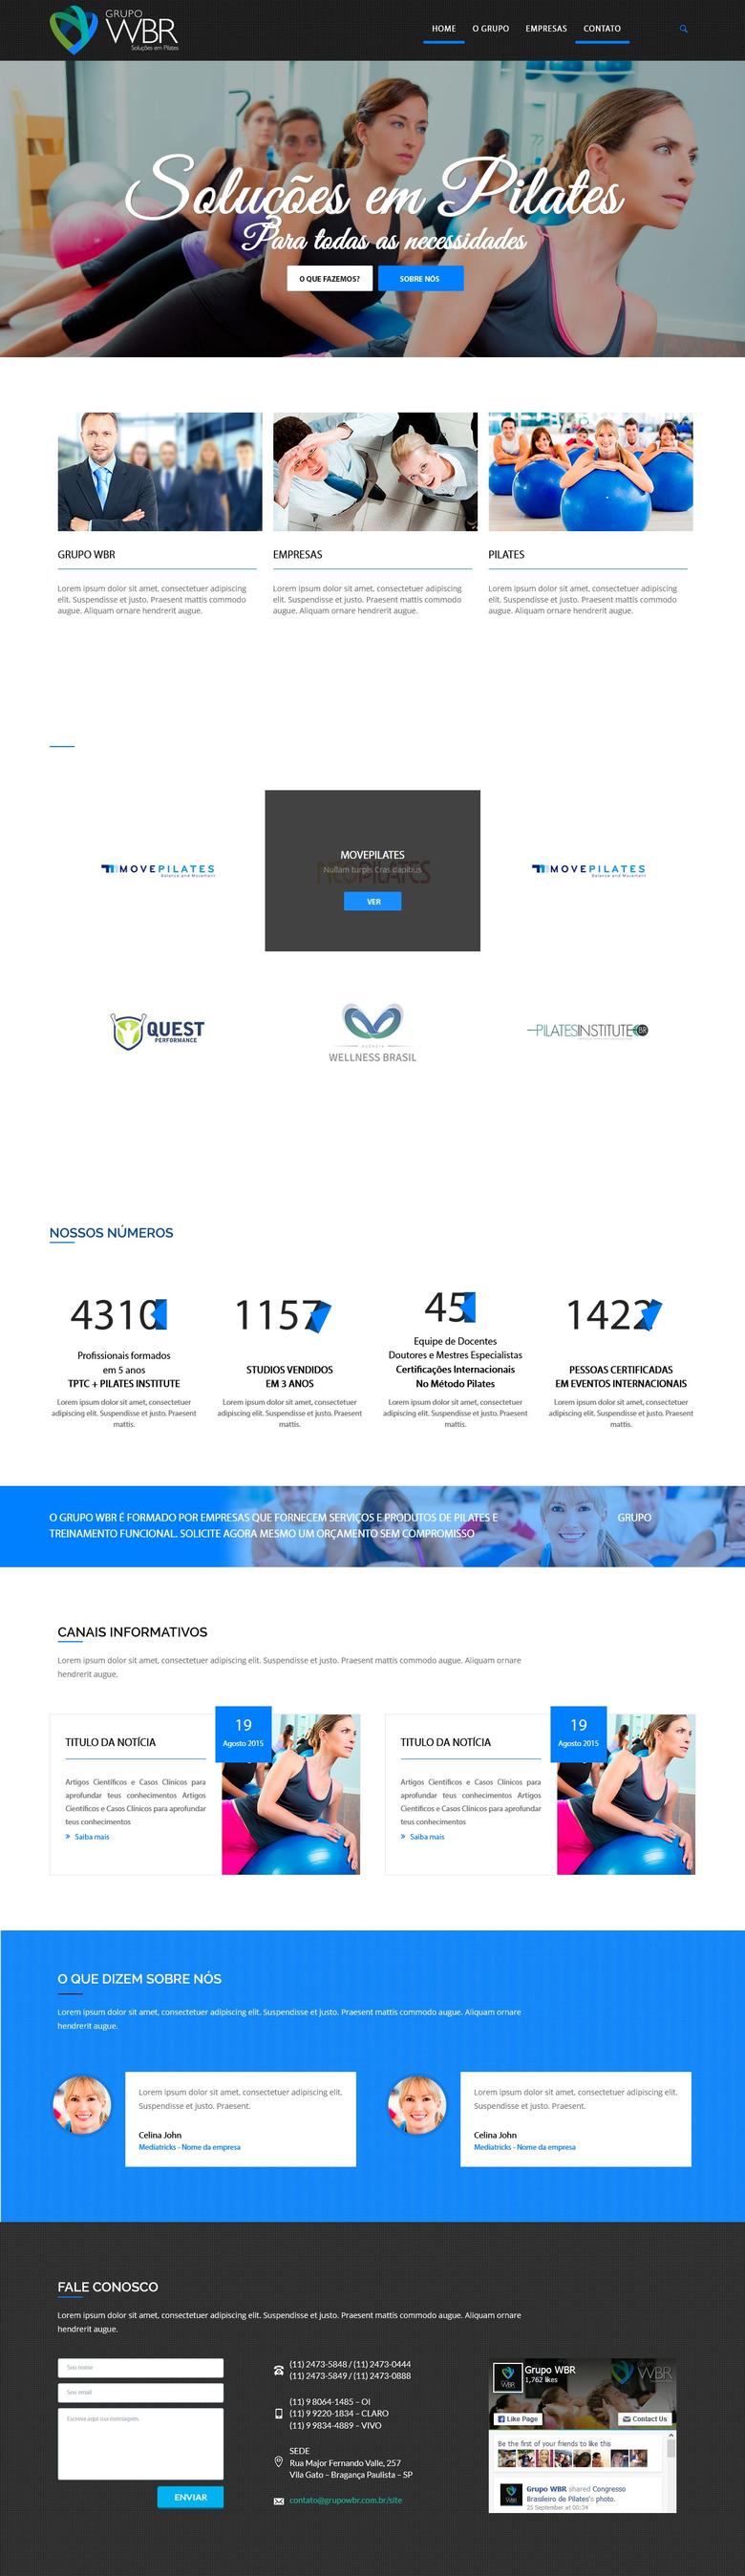 GRUPO
WBR
Soluções em Pilates
HOME O GRUPO EMPRESAS CONTATO
Soluções em Pilates
Para todas as necessidades
O QUE FAZEMOS? SOBRE NÓS
GRUPO WBR EMPRESAS PILATES
Lorem ipsum dolor sit amet, consectetuer adipiscing
elit. Suspendisse et justo. Praesent mattis commodo
augue. Aliquam ornare hendrerit augue.
Lorem ipsum dolor sit amet, consectetuer adipiscing
elit. Suspendisse et justo. Praesent mattis commodo
augue. Aliquam ornare hendrerit augue.
Lorem ipsum dolor sit amet, consectetuer adipiscing
elit. Suspendisse et justo. Praesent mattis commodo
augue. Aliquam ornare hendrerit augue.
MOVEPILATES
Balance and Movement
MOVEPILATES
NEOPILATES
Nullam turpis Cras dapibus
VER
MOVEPILATES
Balance and Movement
QUEST
PERFORMANCE
WELLNESS BRASIL
PILATESINSTITUTE BR
NOSSOS NÚMEROS
4310
Profissionais formados
em 5 anos
TPTC + PILATES INSTITUTE
Lorem ipsum dolor sit amet, consectetuer
adipiscing elit. Suspendisse et justo. Praesent
mattis.
1157
STUDIOS VENDIDOS
EM 3 ANOS
Lorem ipsum dolor sit amet, consectetuer
adipiscing elit. Suspendisse et justo. Praesent
mattis.
45
Equipe de Docentes
Doutores e Mestres Especialistas
Certificações Internacionais
No Método Pilates
Lorem ipsum dolor sit amet, consectetuer
adipiscing elit. Suspendisse et justo. Praesent
mattis.
1422
PESSOAS CERTIFICADAS
EM EVENTOS INTERNACIONAIS
Lorem ipsum dolor sit amet, consectetuer
adipiscing elit. Suspendisse et justo. Praesent
mattis.
O GRUPO WBR É FORMADO POR EMPRESAS QUE FORNECEM SERVIÇOS E PRODUTOS DE PILATES E
TREINAMENTO FUNCIONAL. SOLICITE AGORA MESMO UM ORÇAMENTO SEM COMPROMISSO
GRUPO
CANAIS INFORMATIVOS
Lorem ipsum dolor sit amet, consectetuer adipiscing elit. Suspendisse et justo. Praesent mattis commodo augue. Aliquam ornare
hendrerit augue.
TITULO DA NOTÍCIA
19
Agosto 2015
Artigos Científicos e Casos Clínicos para
aprofundar teus conhecimentos Artigos
Científicos e Casos Clínicos para aprofundar
teus conhecimentos
» Saiba mais
TITULO DA NOTÍCIA
19
Agosto 2015
Artigos Científicos e Casos Clínicos para
aprofundar teus conhecimentos Artigos
Científicos e Casos Clínicos para aprofundar
teus conhecimentos
» Saiba mais
O QUE DIZEM SOBRE NÓS
Lorem ipsum dolor sit amet, consectetuer adipiscing elit. Suspendisse et justo. Praesent mattis commodo augue. Aliquam ornare
hendrerit augue.
Lorem ipsum dolor sit amet, consectetuer adipiscing elit.
Suspendisse et justo. Praesent.
Celina John
Mediatricks - Nome da empresa
Lorem ipsum dolor sit amet, consectetuer adipiscing elit.
Suspendisse et justo. Praesent.
Celina John
Mediatricks - Nome da empresa
FALE CONOSCO
Lorem ipsum dolor sit amet, consectetuer adipiscing elit. Suspendisse et justo. Praesent mattis commodo augue. Aliquam ornare
hendrerit augue.
Seu nome
Seu email
Escreva aqui sua mensagem
ENVIAR
(11) 2473-5848 / (11) 2473-0444
(11) 2473-5849 / (11) 2473-0888
(11) 9 8064-1485 – OI
(11) 9 9220-1834 – CLARO
(11) 9 9834-4889 – VIVO
SEDE
Rua Major Fernando Valle, 257
Vila Gato – Bragança Paulista – SP
contato@grupowbr.com.br/site
WBR
Grupo WBR
1,762 likes
WBR
Like Page Contact Us
Be the first of your friends to like this
Grupo WBR shared Congresso
Brasileiro de Pilates's photo.
25 September at 00:34